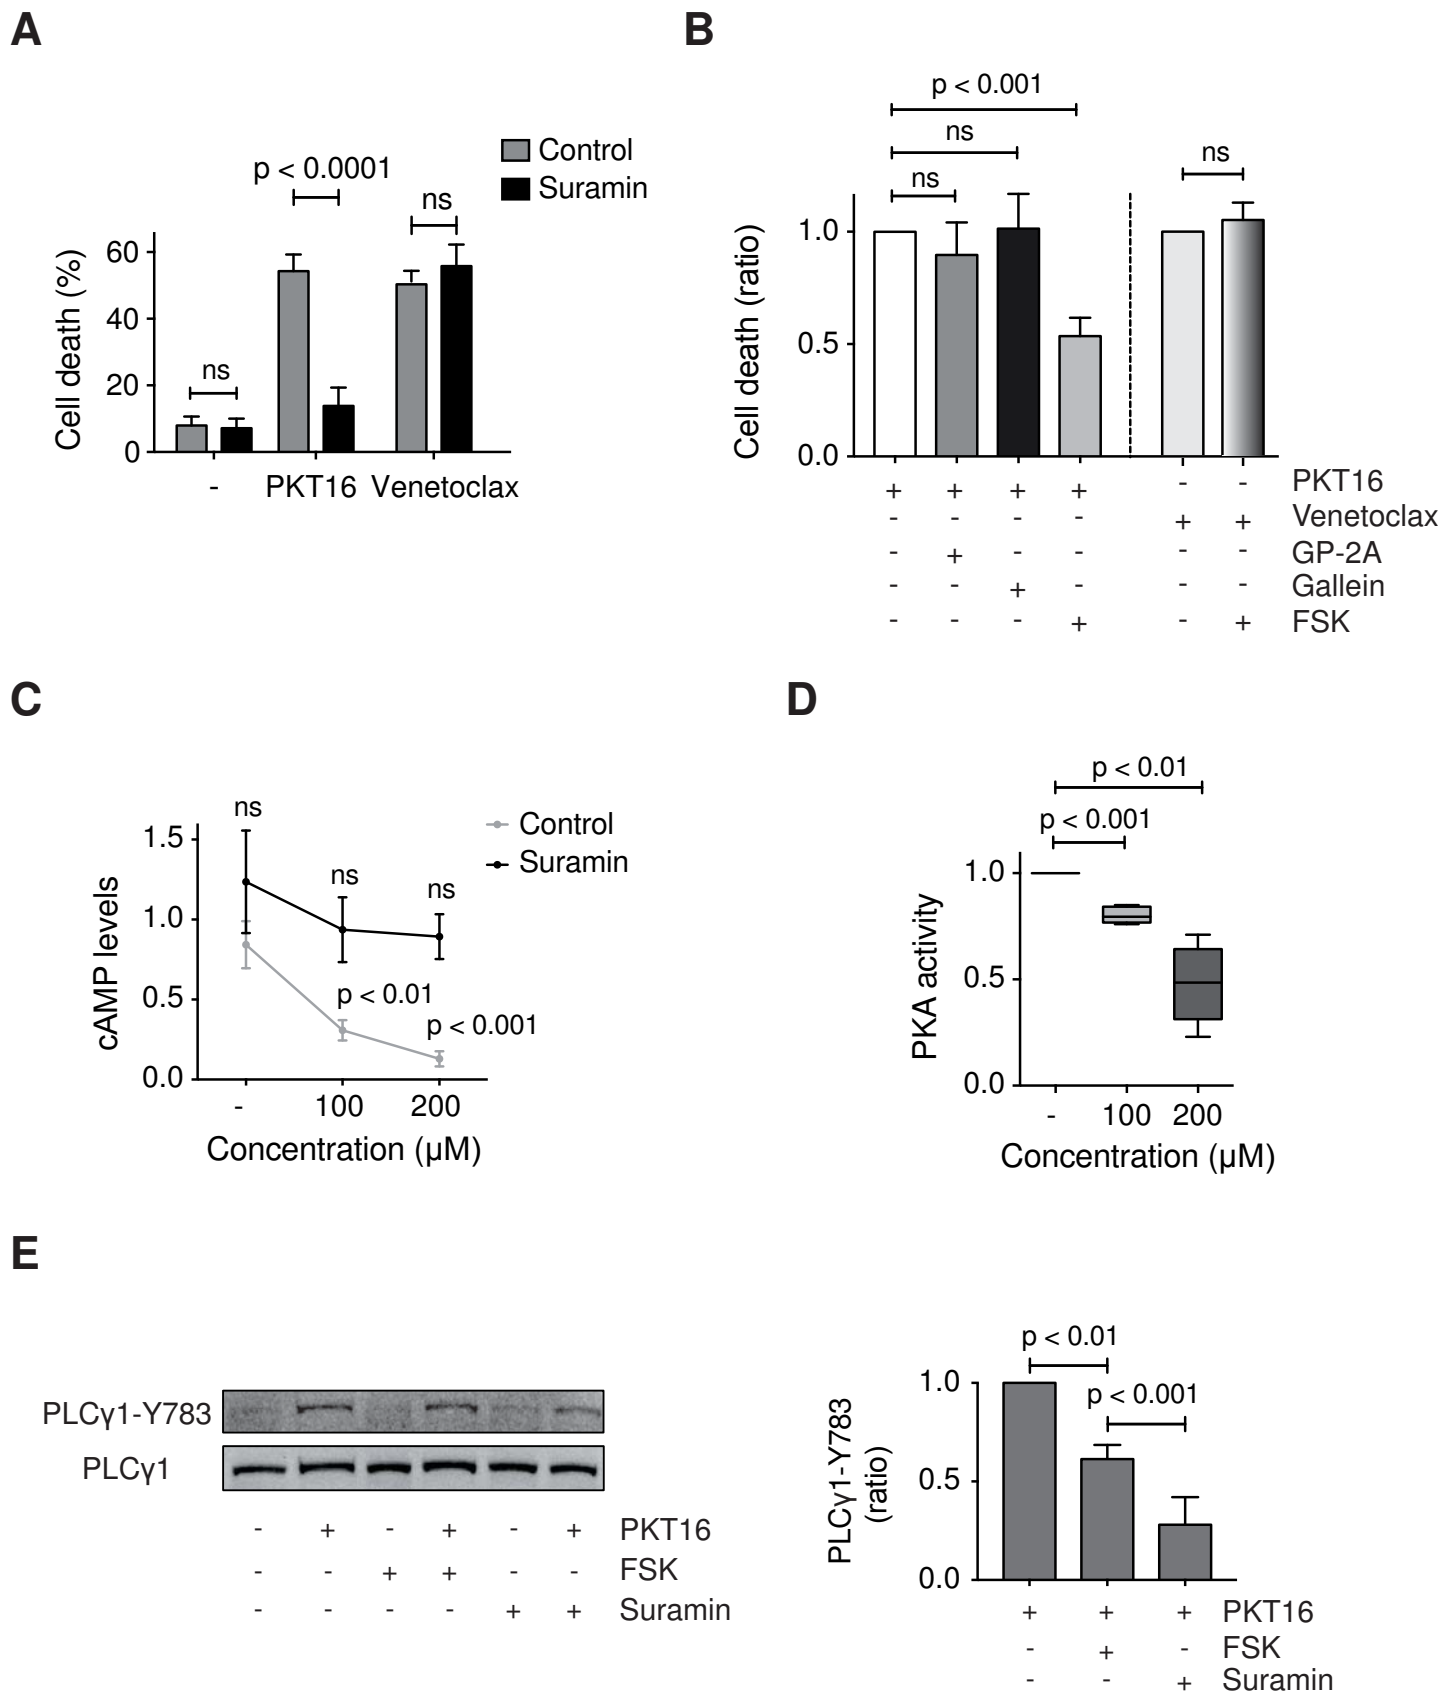 A
p < 0.0001
ns
ns
Control
Suramin
Cell death (%)
60
40
20
0
- PKT16 Venetoclax
B
p < 0.001
ns
ns
ns
Cell death (ratio)
1.0
0.5
0.0
+ + + + - - PKT16
- - - - + + Venetoclax
- + - - - - GP-2A
- - + - - - Gallein
- - - + - + FSK
C
ns
ns
ns
Control
Suramin
p < 0.01
p < 0.001
cAMP levels
1.5
1.0
0.5
0.0
- 100 200
Concentration (µM)
D
p < 0.01
p < 0.001
PKA activity
1.0
0.5
0.0
- 100 200
Concentration (µM)
E
PLCγ1-Y783
PLCγ1
- + - + - + PKT16
- - + + - - FSK
- - - - + + Suramin
p < 0.01
p < 0.001
PLCγ1-Y783
(ratio)
1.0
0.5
0.0
+ + + PKT16
- + - FSK
- - + Suramin